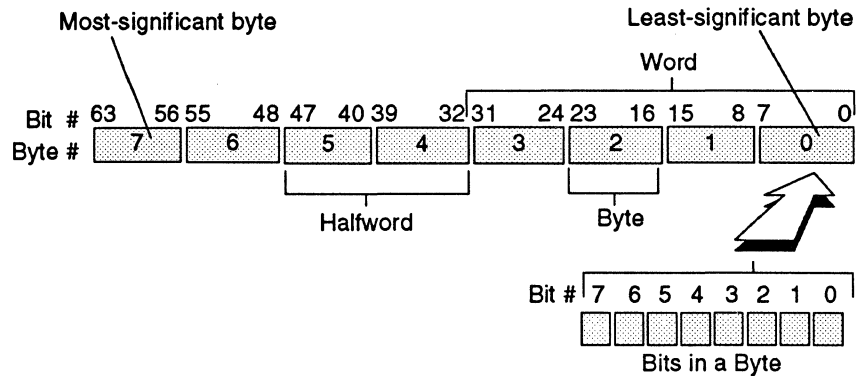 Most-significant byte
Least-significant byte
Word
Bit # 63 56 55 48 47 40 39 32 31 24 23 16 15 8 7 0
Byte # 7 6 5 4 3 2 1 0
Halfword
Byte
Bit # 7 6 5 4 3 2 1 0
Bits in a Byte